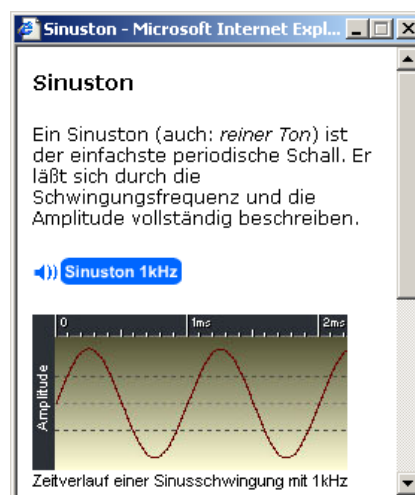 Sinuston - Microsoft Internet Expl...
Sinuston
Ein Sinuston (auch: reiner Ton) ist
der einfachste periodische Schall. Er
läßt sich durch die
Schwingungsfrequenz und die
Amplitude vollständig beschreiben.
Sinuston 1kHz
0 1ms 2ms
Amplitude
Zeitverlauf einer Sinusschwingung mit 1kHz